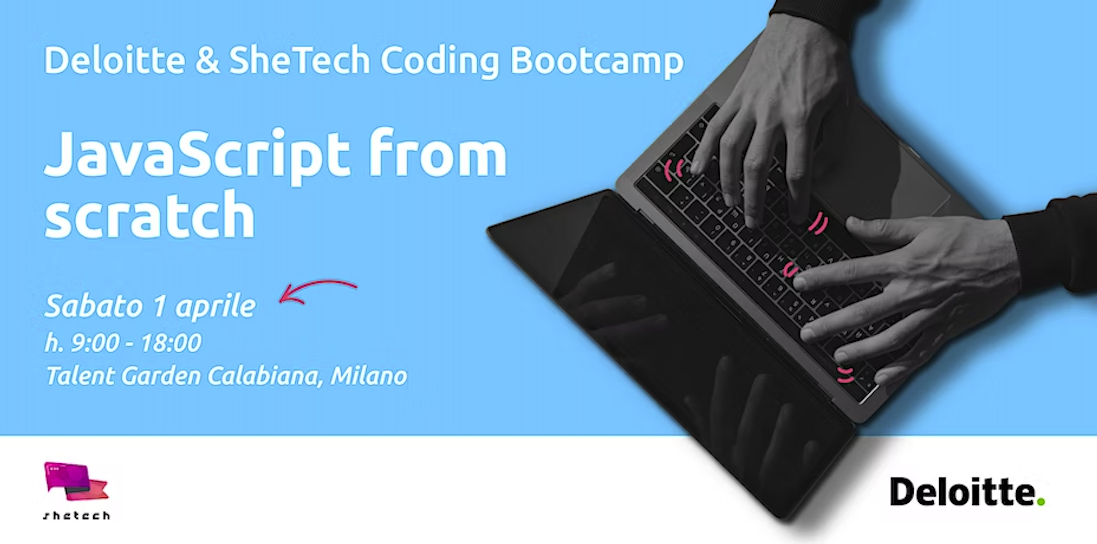 Deloitte & SheTech Coding Bootcamp
JavaScript from
scratch
Sabato 1 aprile
h. 9:00 - 18:00
Talent Garden Calabiana, Milano
shetech
Deloitte.